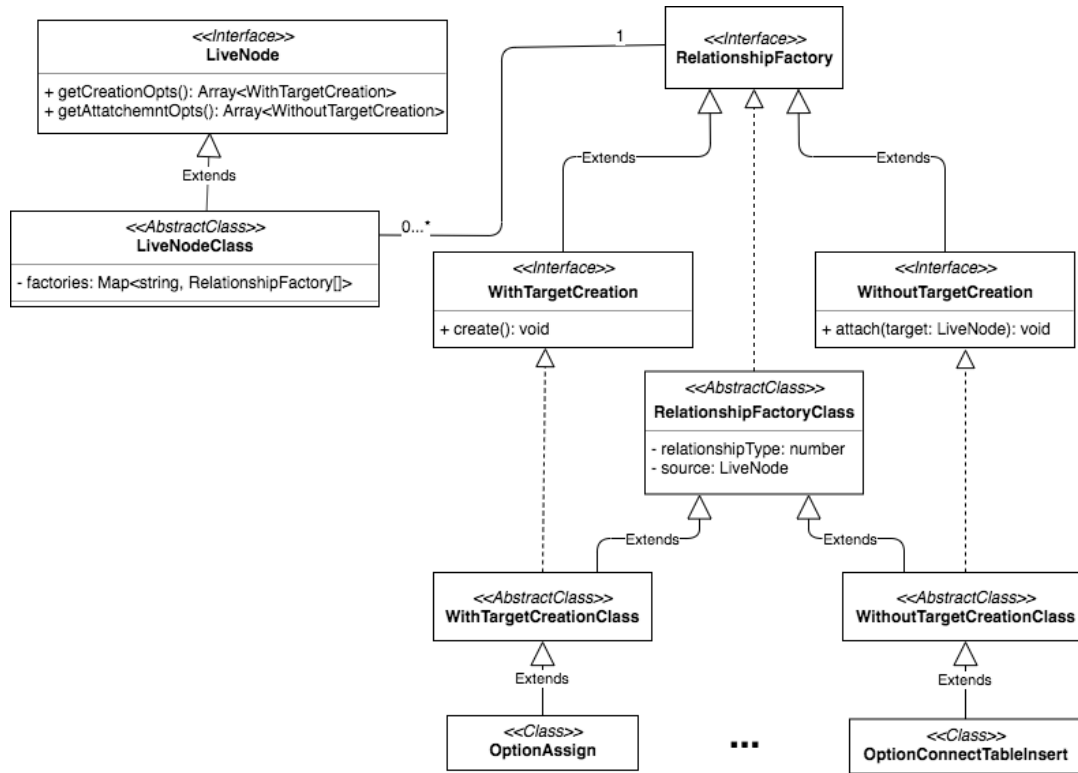 <<Interface>>
LiveNode
+ getCreationOpts(): Array<WithTargetCreation>
+ getAttatchemntOpts(): Array<WithoutTargetCreation>
1
<<Interface>>
RelationshipFactory
Extends
Extends
Extends
<<AbstractClass>>
LiveNodeClass
- factories: Map<string, RelationshipFactory[]>
0...*
<<Interface>>
WithTargetCreation
+ create(): void
<<Interface>>
WithoutTargetCreation
+ attach(target: LiveNode): void
<<AbstractClass>>
RelationshipFactoryClass
- relationshipType: number
- source: LiveNode
Extends
Extends
<<AbstractClass>>
WithTargetCreationClass
<<AbstractClass>>
WithoutTargetCreationClass
Extends
Extends
<<Class>>
OptionAssign
...
<<Class>>
OptionConnectTableInsert